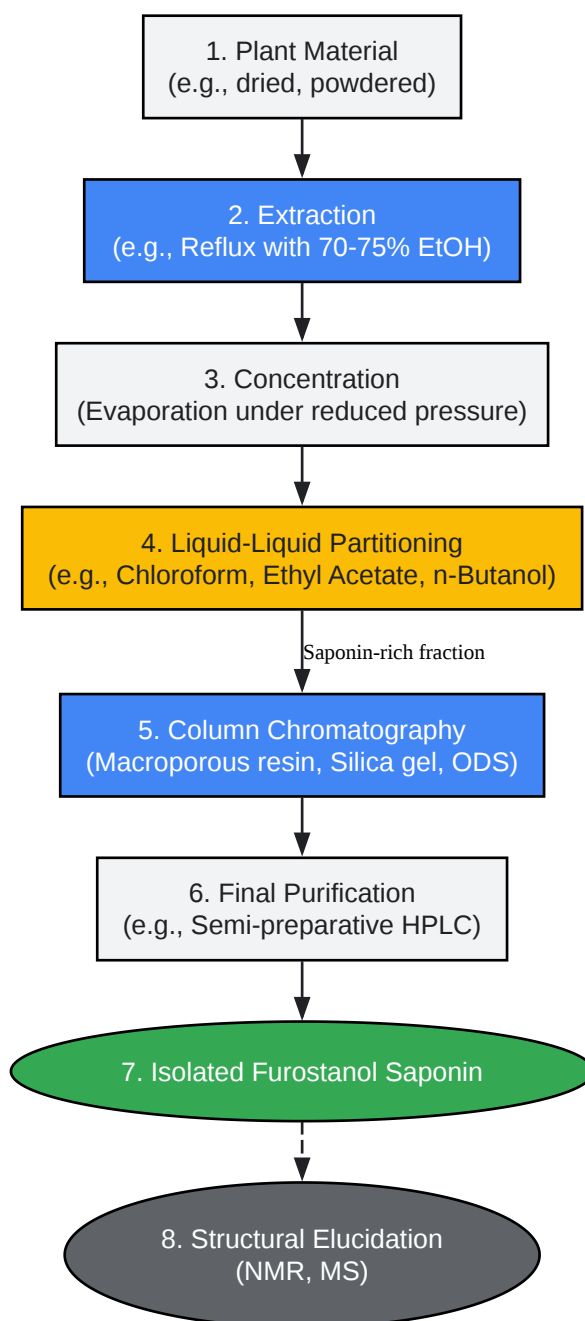 1. Plant Material
(e.g., dried, powdered)
2. Extraction
(e.g., Reflux with 70-75% EtOH)
3. Concentration
(Evaporation under reduced pressure)
4. Liquid-Liquid Partitioning
(e.g., Chloroform, Ethyl Acetate, n-Butanol)
Saponin-rich fraction
5. Column Chromatography
(Macroporous resin, Silica gel, ODS)
6. Final Purification
(e.g., Semi-preparative HPLC)
7. Isolated Furostanol Saponin
8. Structural Elucidation
(NMR, MS)